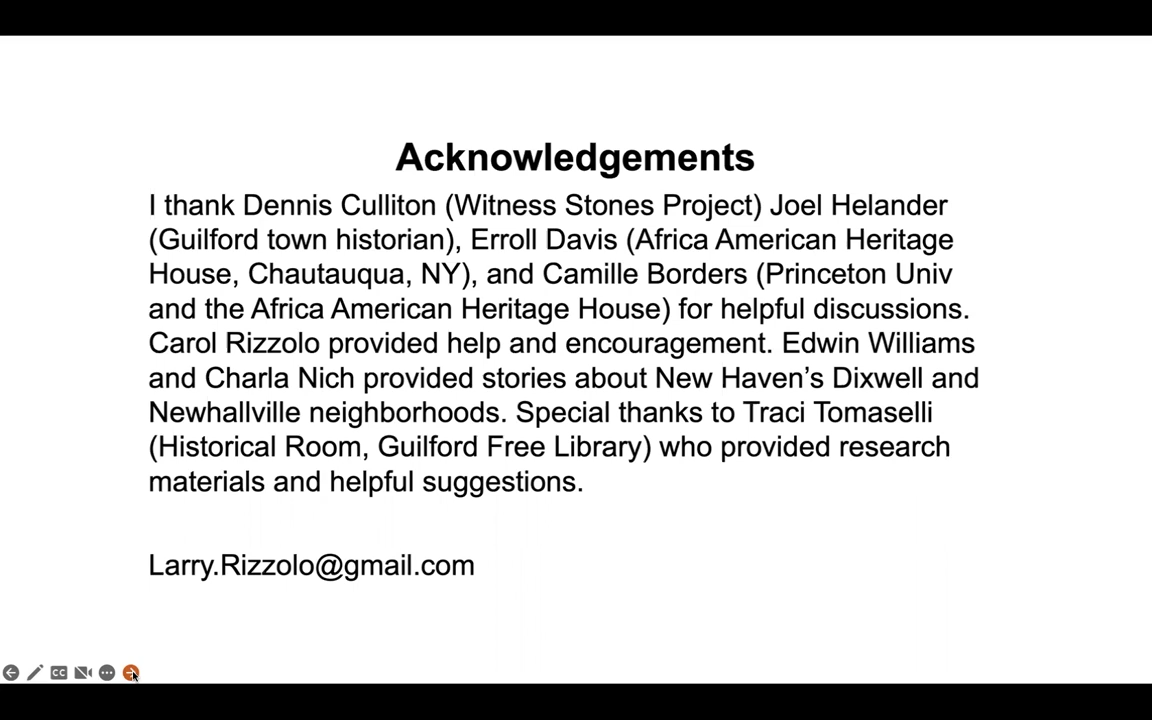 Acknowledgements
I thank Dennis Culliton (Witness Stones Project) Joel Helander
(Guilford town historian), Erroll Davis (Africa American Heritage
House, Chautauqua, NY), and Camille Borders (Princeton Univ
and the Africa American Heritage House) for helpful discussions.
Carol Rizzolo provided help and encouragement. Edwin Williams
and Charla Nich provided stories about New Haven’s Dixwell and
Newhallville neighborhoods. Special thanks to Traci Tomaselli
(Historical Room, Guilford Free Library) who provided research
materials and helpful suggestions.
Larry.Rizzolo@gmail.com
CC